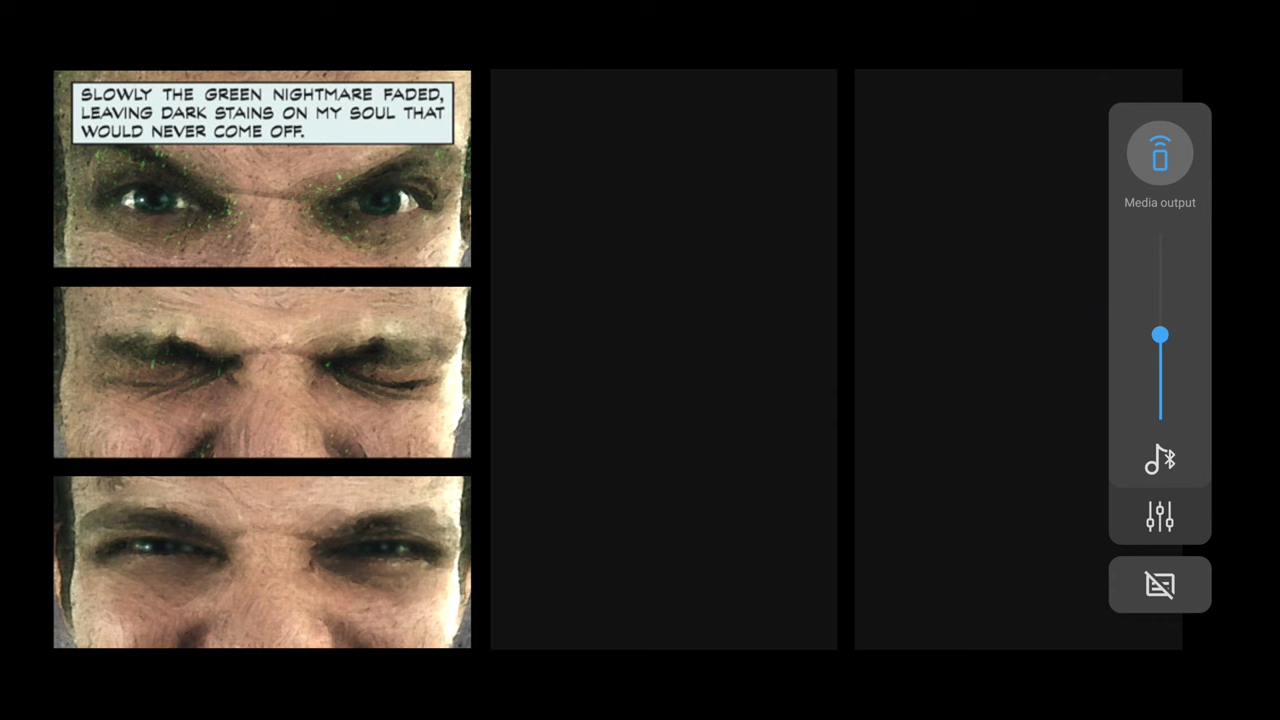 SLOWLY THE GREEN NIGHTMARE FADED,
LEAVING DARK STAINS ON MY SOUL THAT
WOULD NEVER COME OFF.
Media output